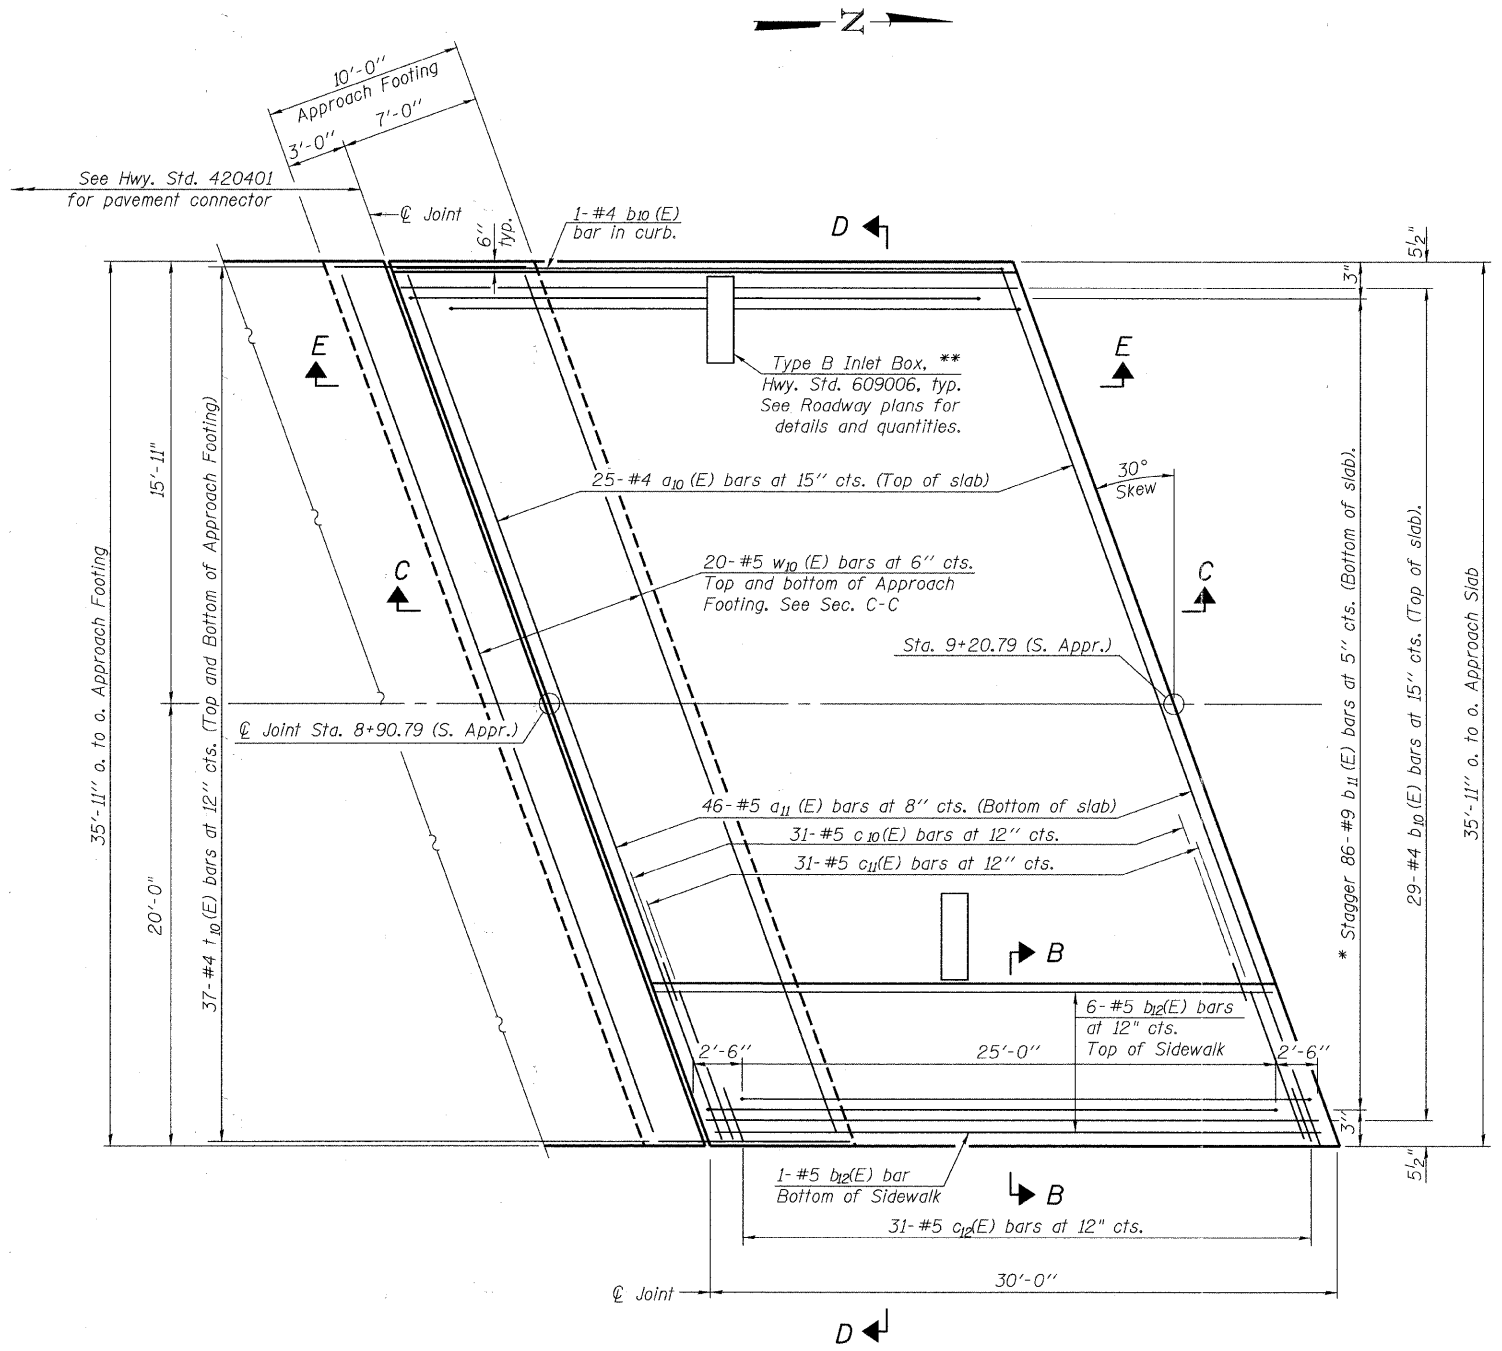 N
10'-0"
Approach Footing
3'-0"
7'-0"
See Hwy. Std. 420401
for pavement connector
℄ Joint
6"
typ.
1-#4 b10 (E)
bar in curb.
D
5½"
3"
E
E
Type B Inlet Box, **
Hwy. Std. 609006, typ.
See Roadway plans for
details and quantities.
15'-11"
25-#4 a10 (E) bars at 15" cts. (Top of slab)
30°
Skew
20-#5 w10 (E) bars at 6" cts.
Top and bottom of Approach
Footing. See Sec. C-C
C
C
Sta. 9+20.79 (S. Appr.)
℄ Joint Sta. 8+90.79 (S. Appr.)
35'-11" o. to o. Approach Footing
37-#4 t10(E) bars at 12" cts. (Top and Bottom of Approach Footing)
20'-0"
* Stagger 86-#9 b11 (E) bars at 5" cts. (Bottom of slab).
29-#4 b10(E) bars at 15" cts. (Top of slab).
35'-11" o. to o. Approach Slab
46-#5 a11 (E) bars at 8" cts. (Bottom of slab)
31-#5 c10(E) bars at 12" cts.
31-#5 c11(E) bars at 12" cts.
B
6-#5 b12(E) bars
at 12" cts.
Top of Sidewalk
2'-6"
25'-0"
2'-6"
3"
5½"
1-#5 b12(E) bar
Bottom of Sidewalk
B
31-#5 c12(E) bars at 12" cts.
30'-0"
℄ Joint
D